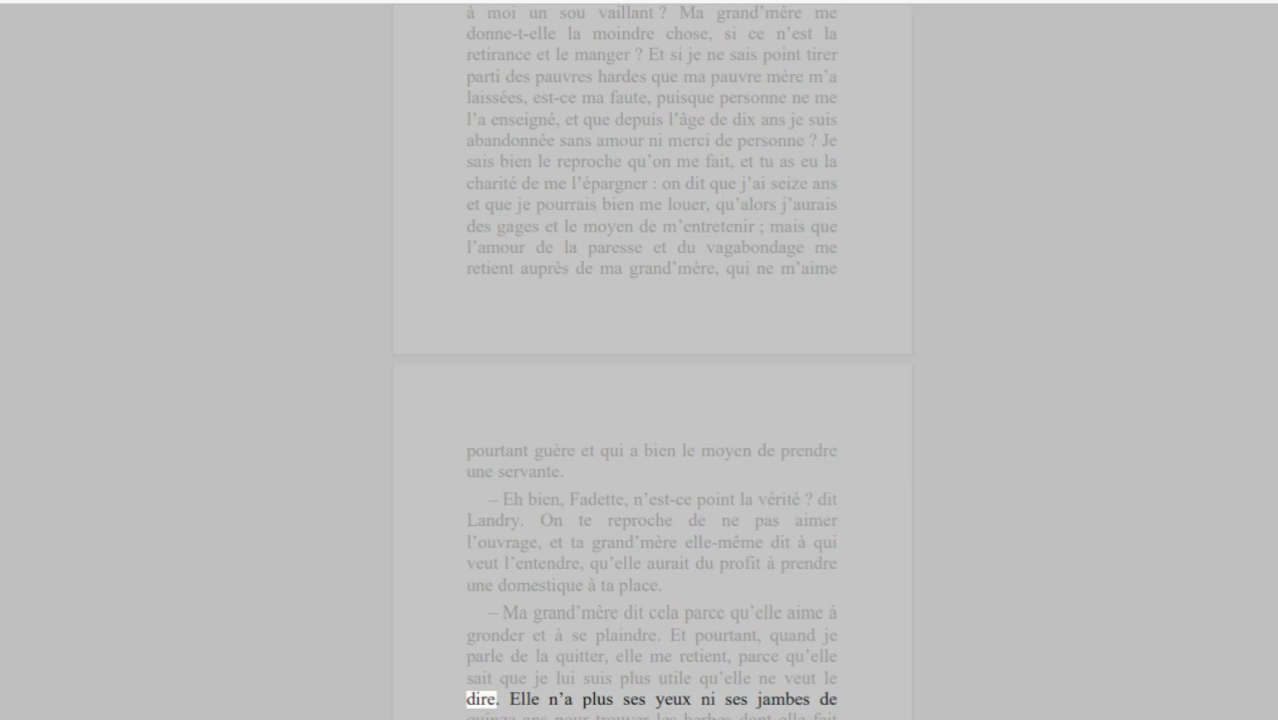 à moi un sou vaillant ? Ma grand’mère me
donne-t-elle la moindre chose, si ce n’est la
retirance et le manger ? Et si je ne sais point tirer
parti des pauvres hardes que ma pauvre mère m’a
laissées, est-ce ma faute, puisque personne ne me
l’a enseigné, et que depuis l’âge de dix ans je suis
abandonnée sans amour ni merci de personne ? Je
sais bien le reproche qu’on me fait, et tu as eu la
charité de me l’épargner : on dit que j’ai seize ans
et que je pourrais bien me louer, qu’alors j’aurais
des gages et le moyen de m’entretenir ; mais que
l’amour de la paresse et du vagabondage me
retient auprès de ma grand’mère, qui ne m’aime
pourtant guère et qui a bien le moyen de prendre
une servante.
– Eh bien, Fadette, n’est-ce point la vérité ? dit
Landry. On te reproche de ne pas aimer
l’ouvrage, et ta grand’mère elle-même dit à qui
veut l’entendre, qu’elle aurait du profit à prendre
une domestique à ta place.
– Ma grand’mère dit cela parce qu’elle aime à
gronder et à se plaindre. Et pourtant, quand je
parle de la quitter, elle me retient, parce qu’elle
sait que je lui suis plus utile qu’elle ne veut le
dire. Elle n’a plus ses yeux ni ses jambes de
quinze ans pour trouver les herbes dont elle fait